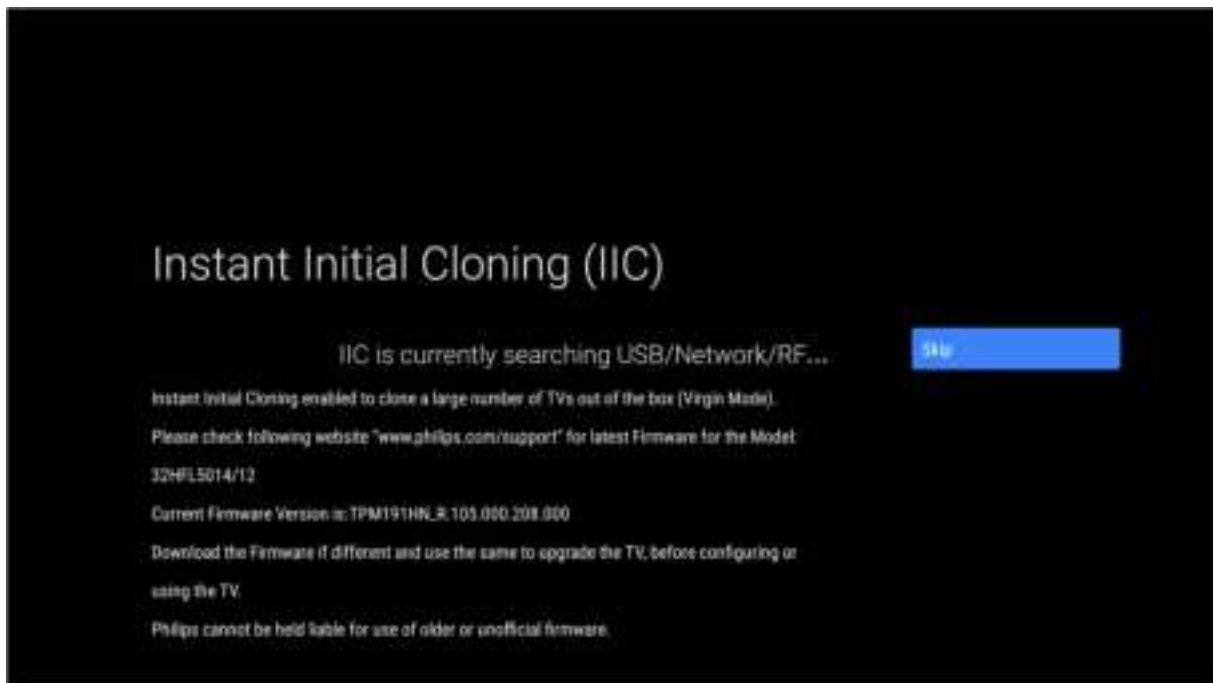 Instant Initial Cloning (IIC)
IIC is currently searching USB/Network/RF...
Skip
Instant Initial Cloning enabled to clone a large number of TVs out of the box (Virgin Mode).
Please check following website "www.philips.com/support" for latest Firmware for the Model:
32HFL5014/12
Current Firmware Version is: TPM191HN_R.105.000.208.000
Download the Firmware if different and use the same to upgrade the TV, before configuring or
using the TV.
Philips cannot be held liable for use of older or unofficial firmware.